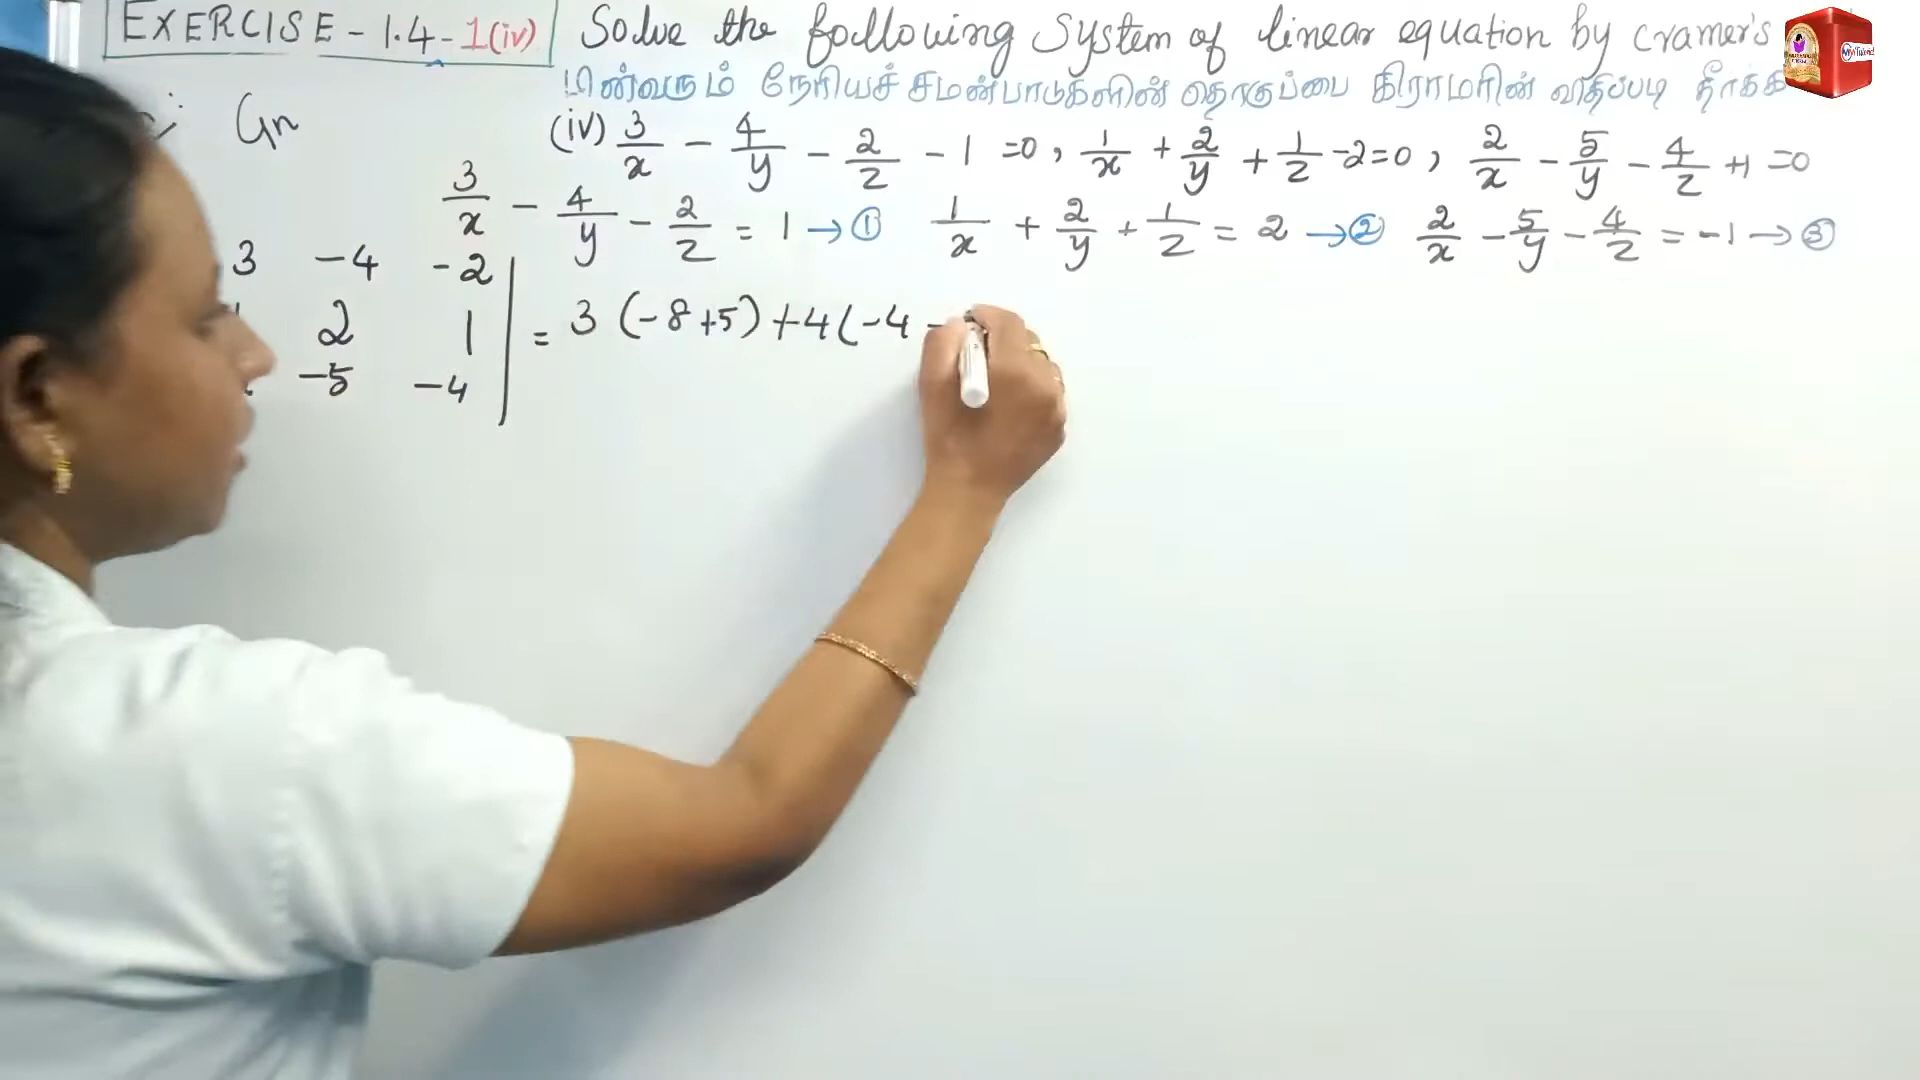 EXERCISE - 1.4 - 1(iv) Solve the following System of linear equation by cramer's
பின்வரும் நேரியச் சமன்பாடுகளின் தொகுப்பை கிராமரின் விதிப்படி தீர்க்க
Gn (iv) 3/x - 4/y - 2/z - 1 = 0, 1/x + 2/y + 1/z - 2 = 0, 2/x - 5/y - 4/z + 1 = 0
3/x - 4/y - 2/z = 1 → ① 1/x + 2/y + 1/z = 2 → ② 2/x - 5/y - 4/z = -1 → ③
3 -4 -2
2 1 | = 3 (-8+5) + 4 (-4 -
-5 -4